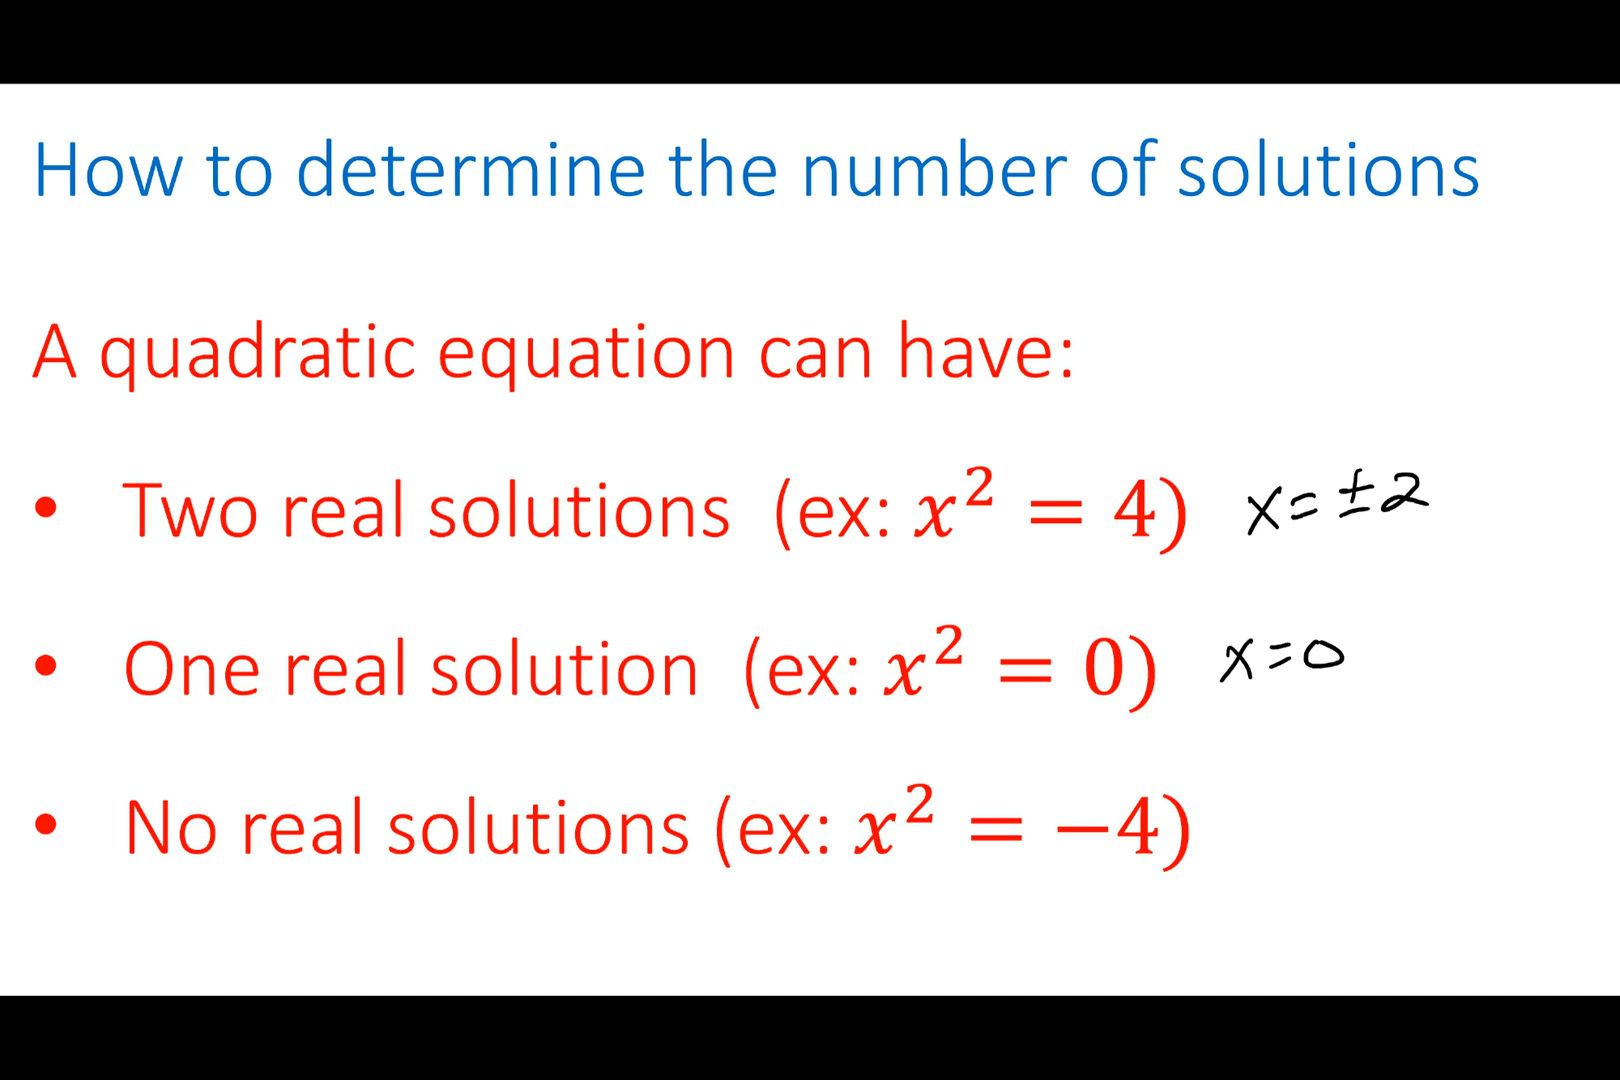 How to determine the number of solutions
A quadratic equation can have:
• Two real solutions (ex: x² = 4) x = ±2
• One real solution (ex: x² = 0) x = 0
• No real solutions (ex: x² = −4)